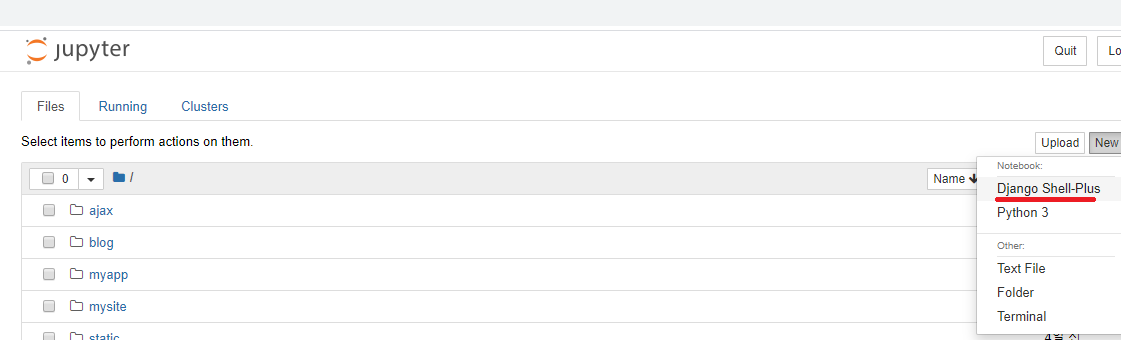 jupyter
Quit
Lo
Files Running Clusters
Select items to perform actions on them.
Upload New
0 / Name
Notebook:
Django Shell-Plus
Python 3
Other:
Text File
Folder
Terminal
ajax
blog
myapp
mysite
static